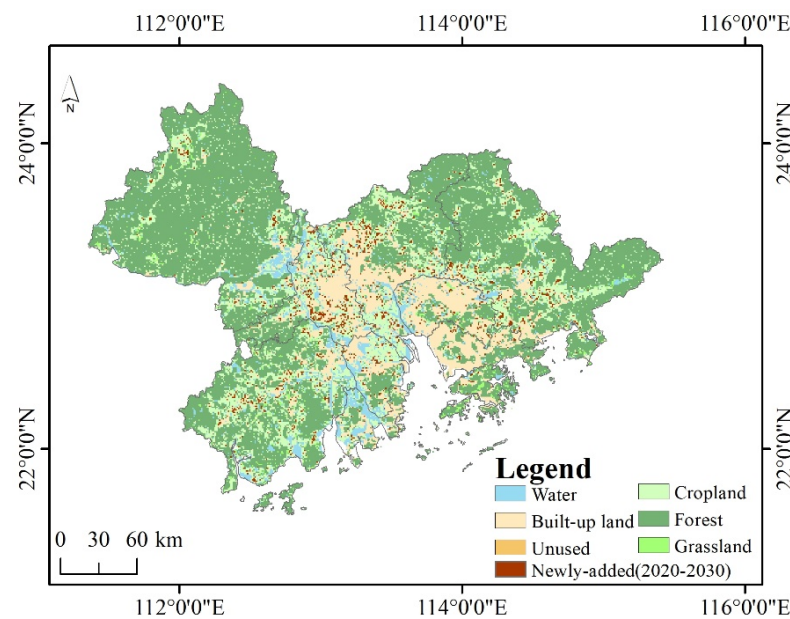 112°0'0"E 114°0'0"E 116°0'0"E
24°0'0"N 24°0'0"N
N
22°0'0"N 22°0'0"N
Legend
Water Cropland
Built-up land Forest
Unused Grassland
Newly-added(2020-2030)
0 30 60 km
112°0'0"E 114°0'0"E 116°0'0"E